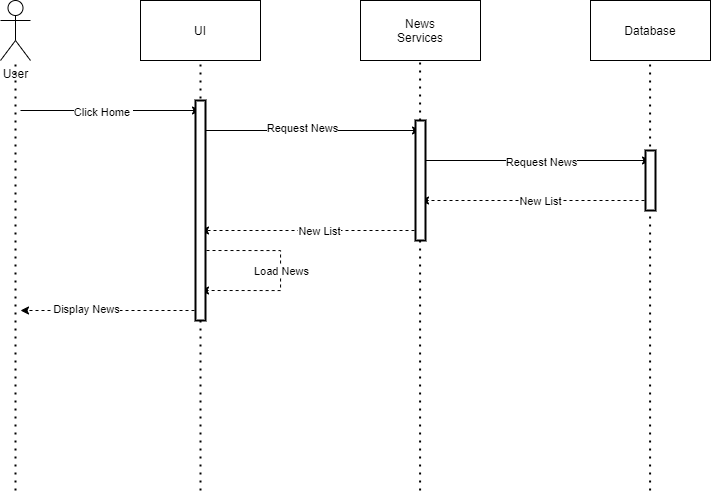 UI
News
Services
Database
User
Click Home
Request News
Request News
New List
New List
Load News
Display News